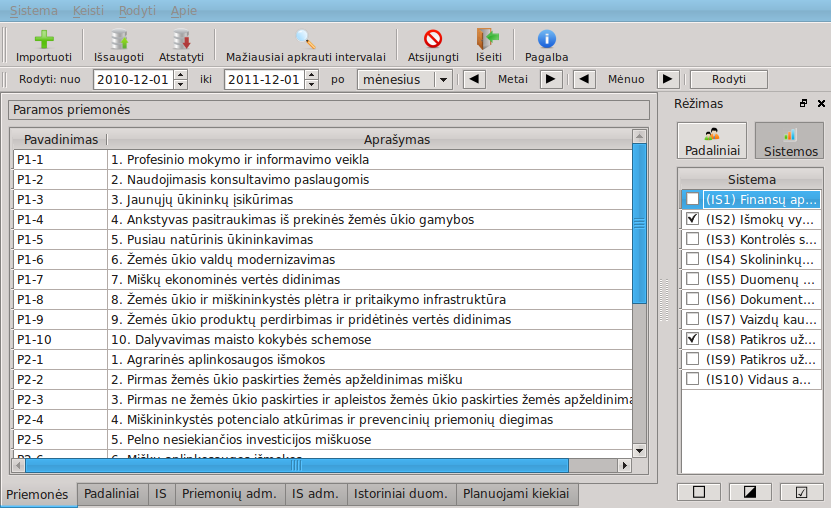 Sistema Keisti Rodyti Apie
Importuoti Išsaugoti Atstatyti Mažiausiai apkrauti intervalai Atsijungti Išeiti Pagalba
Rodyti: nuo 2010-12-01 iki 2011-12-01 po mėnesius Metai Mėnuo Rodyti
Paramos priemonės
Pavadinimas Aprašymas
P1-1 1. Profesinio mokymo ir informavimo veikla
P1-2 2. Naudojimasis konsultavimo paslaugomis
P1-3 3. Jaunųjų ūkininkų įsikūrimas
P1-4 4. Ankstyvas pasitraukimas iš prekinės žemės ūkio gamybos
P1-5 5. Pusiau natūrinis ūkininkavimas
P1-6 6. Žemės ūkio valdų modernizavimas
P1-7 7. Miškų ekonominės vertės didinimas
P1-8 8. Žemės ūkio ir miškininkystės plėtra ir pritaikymo infrastruktūra
P1-9 9. Žemės ūkio produktų perdirbimas ir pridėtinės vertės didinimas
P1-10 10. Dalyvavimas maisto kokybės schemose
P2-1 1. Agrarinės aplinkosaugos išmokos
P2-2 2. Pirmas žemės ūkio paskirties žemės apželdinimas mišku
P2-3 3. Pirmas ne žemės ūkio paskirties ir apleistos žemės ūkio paskirties žemės apželdinima
P2-4 4. Miškininkystės potencialo atkūrimas ir prevencinių priemonių diegimas
P2-5 5. Pelno nesiekiančios investicijos miškuose
P2-6 6. Miškų aplinkosaugos išmokos
Priemonės Padaliniai IS Priemonių adm. IS adm. Istoriniai duom. Planuojami kiekiai
Rėžimas
Padaliniai Sistemos
Sistema
(IS1) Finansų ap...
(IS2) Išmokų vy...
(IS3) Kontrolės s...
(IS4) Skolininkų...
(IS5) Duomenų ...
(IS6) Dokument...
(IS7) Vaizdų kau...
(IS8) Patikros už...
(IS9) Patikros už...
(IS10) Vidaus a...